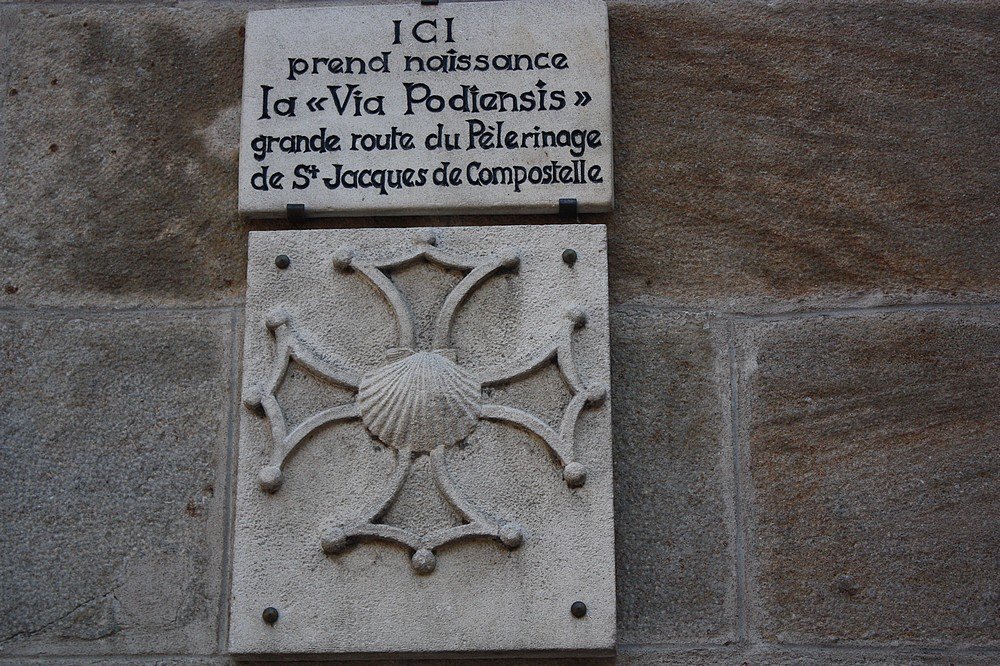 ICI
prend naissance
la « Via Podiensis »
grande route du Pèlerinage
de St Jacques de Compostelle